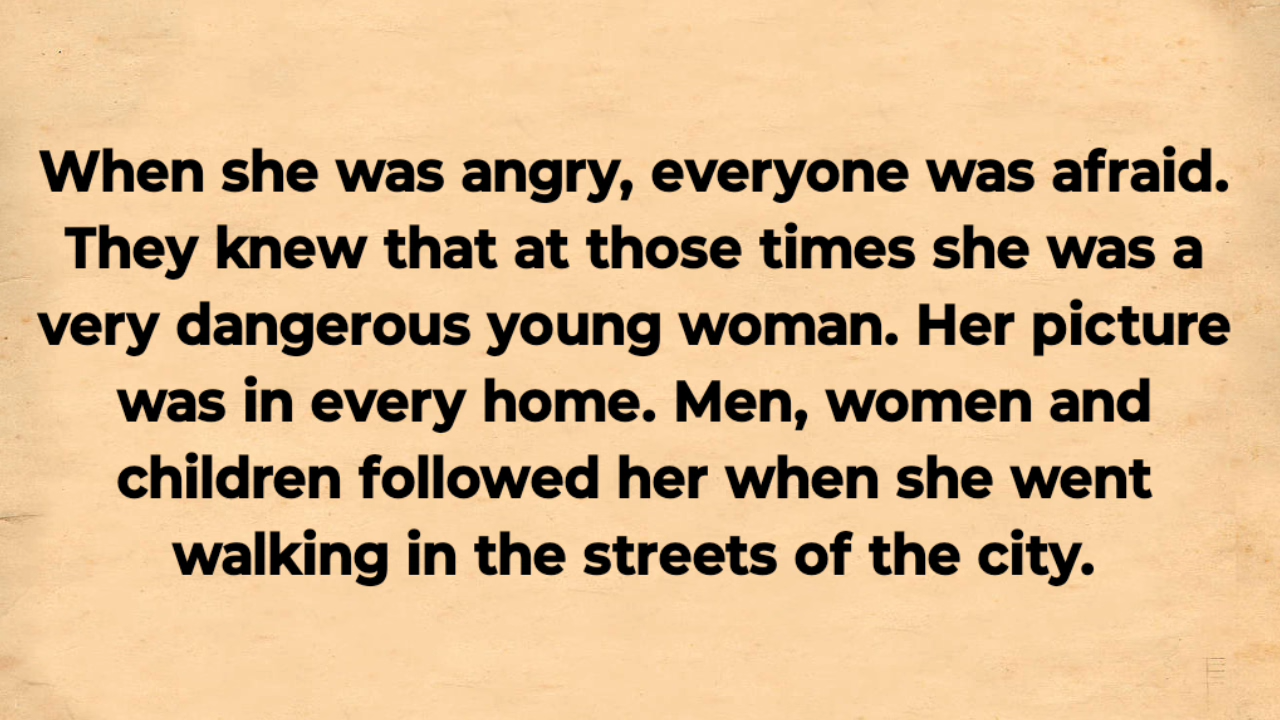 When she was angry, everyone was afraid.
They knew that at those times she was a
very dangerous young woman. Her picture
was in every home. Men, women and
children followed her when she went
walking in the streets of the city.